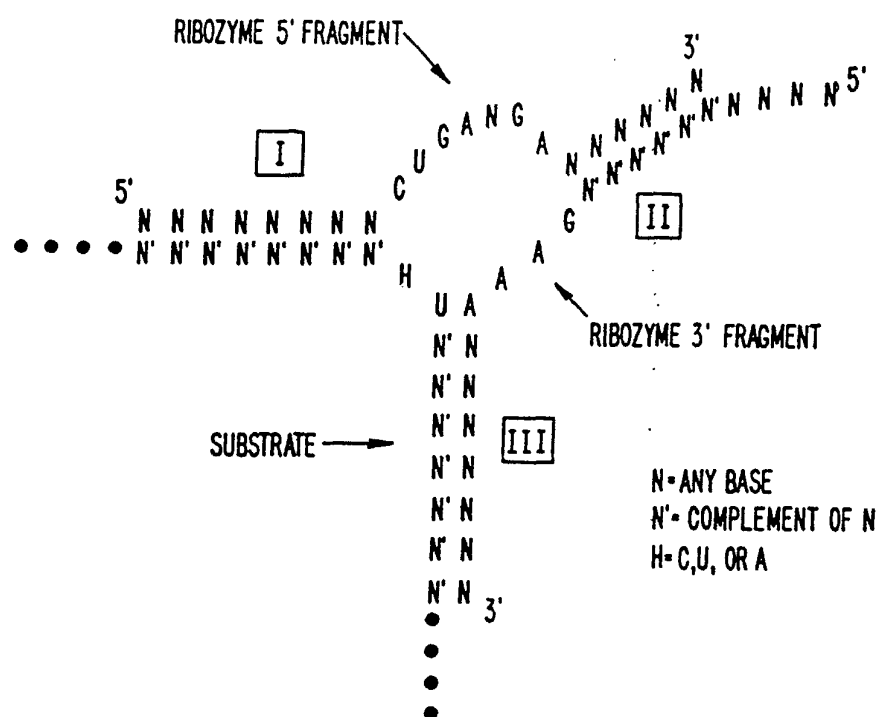 RIBOZYME 5' FRAGMENT
3'
5'
C U G A N G A N N N N N N
N' N' N' N' N' N' N N N N
I
II
5'
N N N N N N N N
N' N' N' N' N' N' N' N'
G
A
A
H
U A
N' N
N' N
N' N
N' N
N' N
N' N
N' N 3'
RIBOZYME 3' FRAGMENT
SUBSTRATE
III
N=ANY BASE
N'= COMPLEMENT OF N
H=C,U, OR A